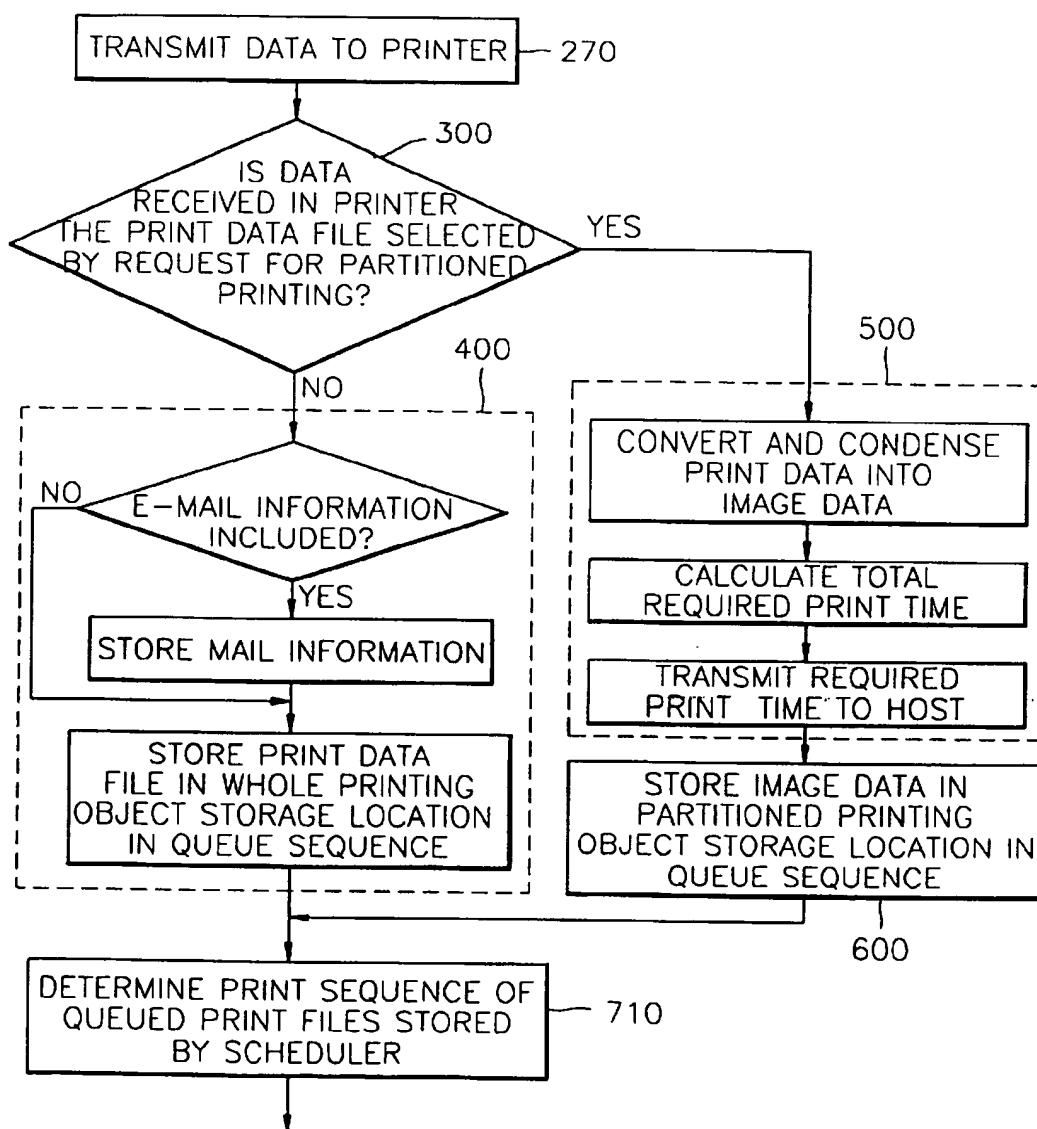 TRANSMIT DATA TO PRINTER
270
300
IS DATA
RECEIVED IN PRINTER
THE PRINT DATA FILE SELECTED
BY REQUEST FOR PARTITIONED
PRINTING?
YES
NO
400
500
E-MAIL INFORMATION
INCLUDED?
NO
YES
STORE MAIL INFORMATION
STORE PRINT DATA
FILE IN WHOLE PRINTING
OBJECT STORAGE LOCATION
IN QUEUE SEQUENCE
CONVERT AND CONDENSE
PRINT DATA INTO
IMAGE DATA
CALCULATE TOTAL
REQUIRED PRINT TIME
TRANSMIT REQUIRED
PRINT TIME TO HOST
STORE IMAGE DATA IN
PARTITIONED PRINTING
OBJECT STORAGE LOCATION IN
QUEUE SEQUENCE
600
DETERMINE PRINT SEQUENCE OF
QUEUED PRINT FILES STORED
BY SCHEDULER
710